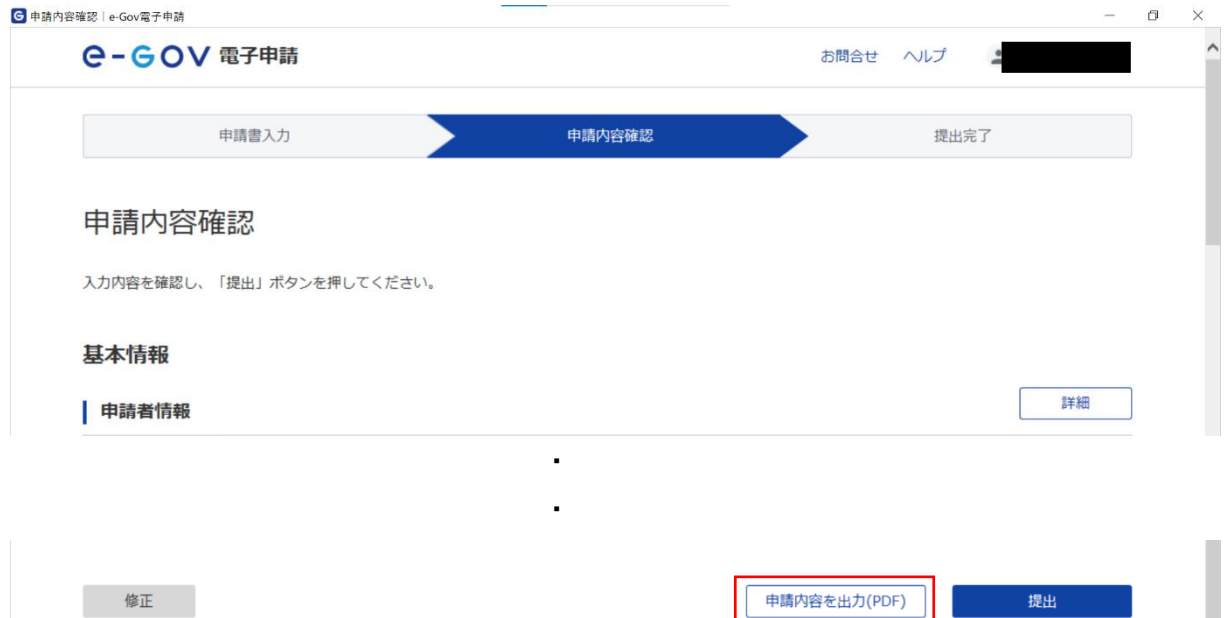 申請内容確認｜e-Gov電子申請
e-GOV 電子申請 お問合せ ヘルプ
申請書入力 申請内容確認 提出完了
申請内容確認
入力内容を確認し、「提出」ボタンを押してください。
基本情報
申請者情報 詳細
修正 申請内容を出力(PDF) 提出